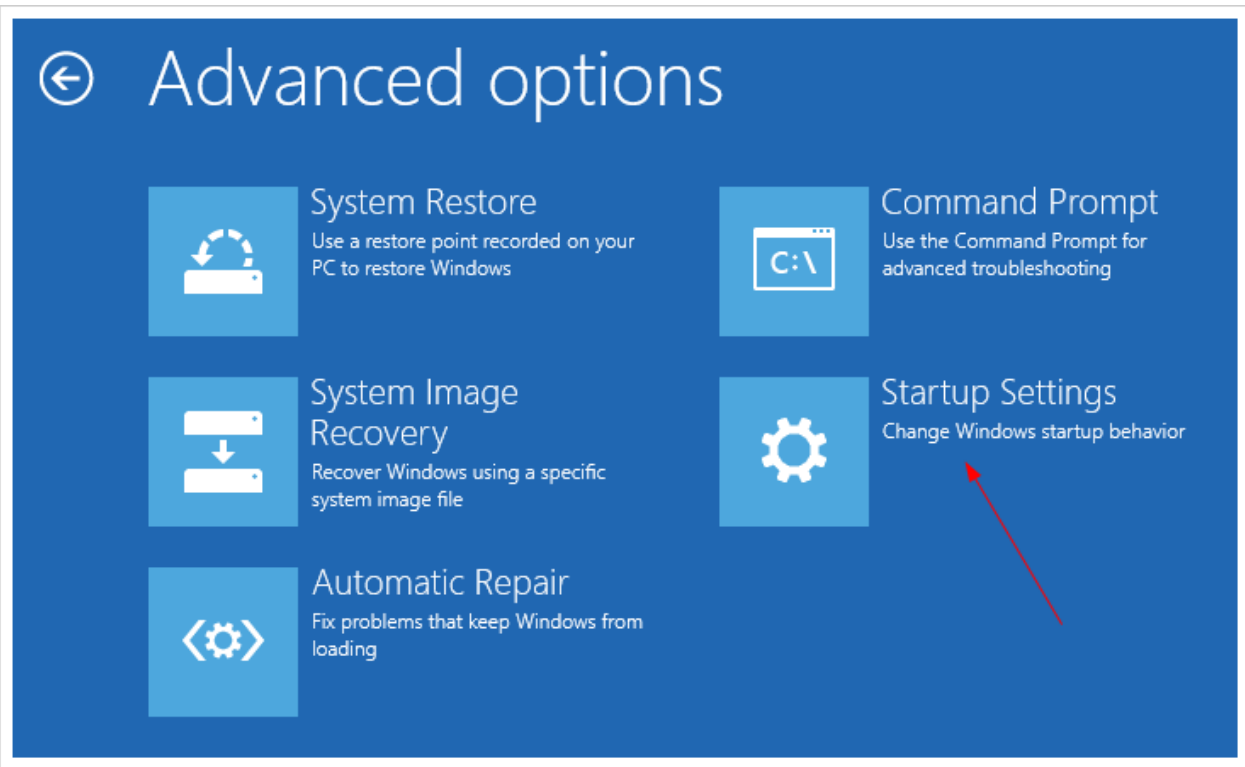 Advanced options
System Restore
Use a restore point recorded on your
PC to restore Windows
Command Prompt
Use the Command Prompt for
advanced troubleshooting
C:\
System Image
Recovery
Recover Windows using a specific
system image file
Startup Settings
Change Windows startup behavior
Automatic Repair
Fix problems that keep Windows from
loading